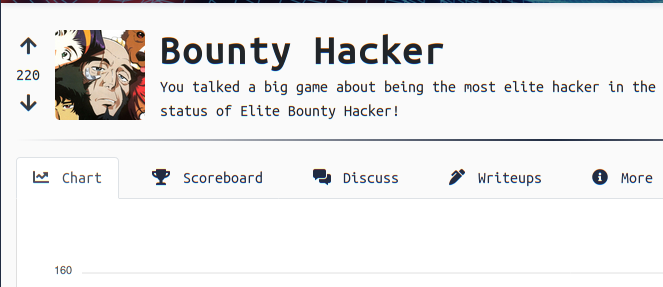 Bounty Hacker
220
You talked a big game about being the most elite hacker in the
status of Elite Bounty Hacker!
Chart Scoreboard Discuss Writeups More
160